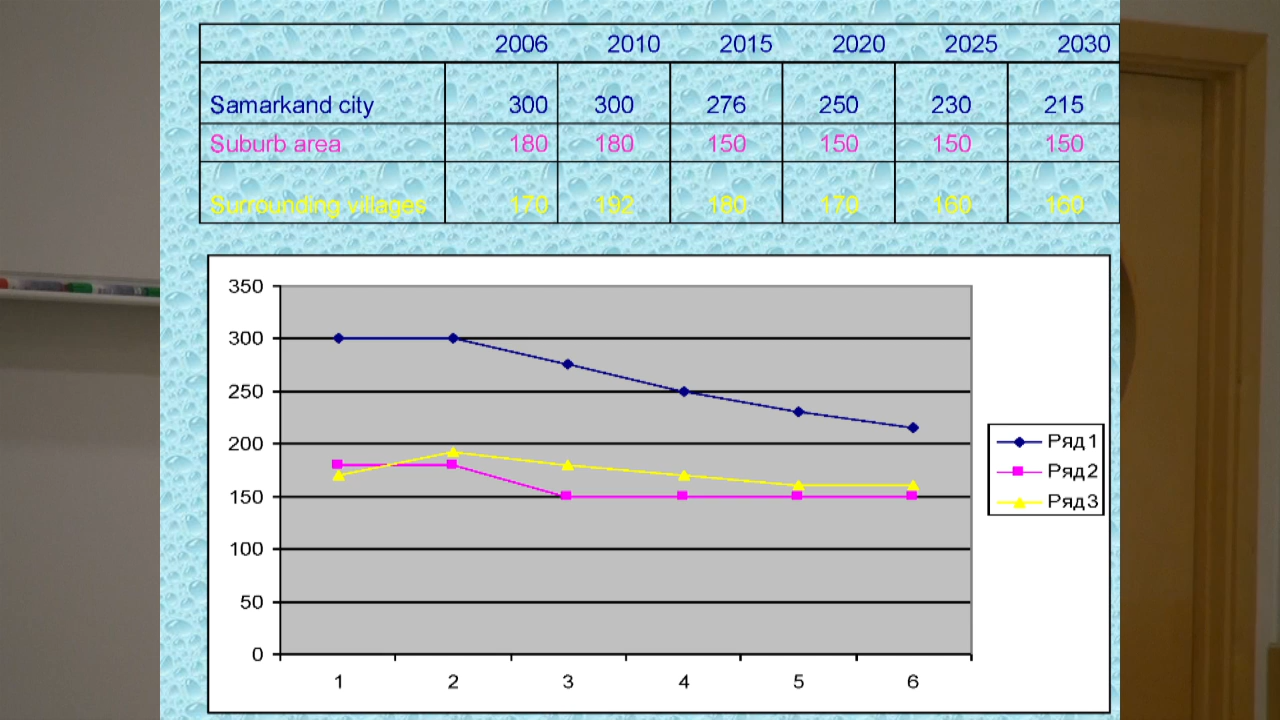 2006 2010 2015 2020 2025 2030
Samarkand city 300 300 276 250 230 215
Suburb area 180 180 150 150 150 150
Surrounding villages 170 192 180 170 160 160
350
300
250
200
150
100
50
0
1 2 3 4 5 6
Ряд1
Ряд2
Ряд3